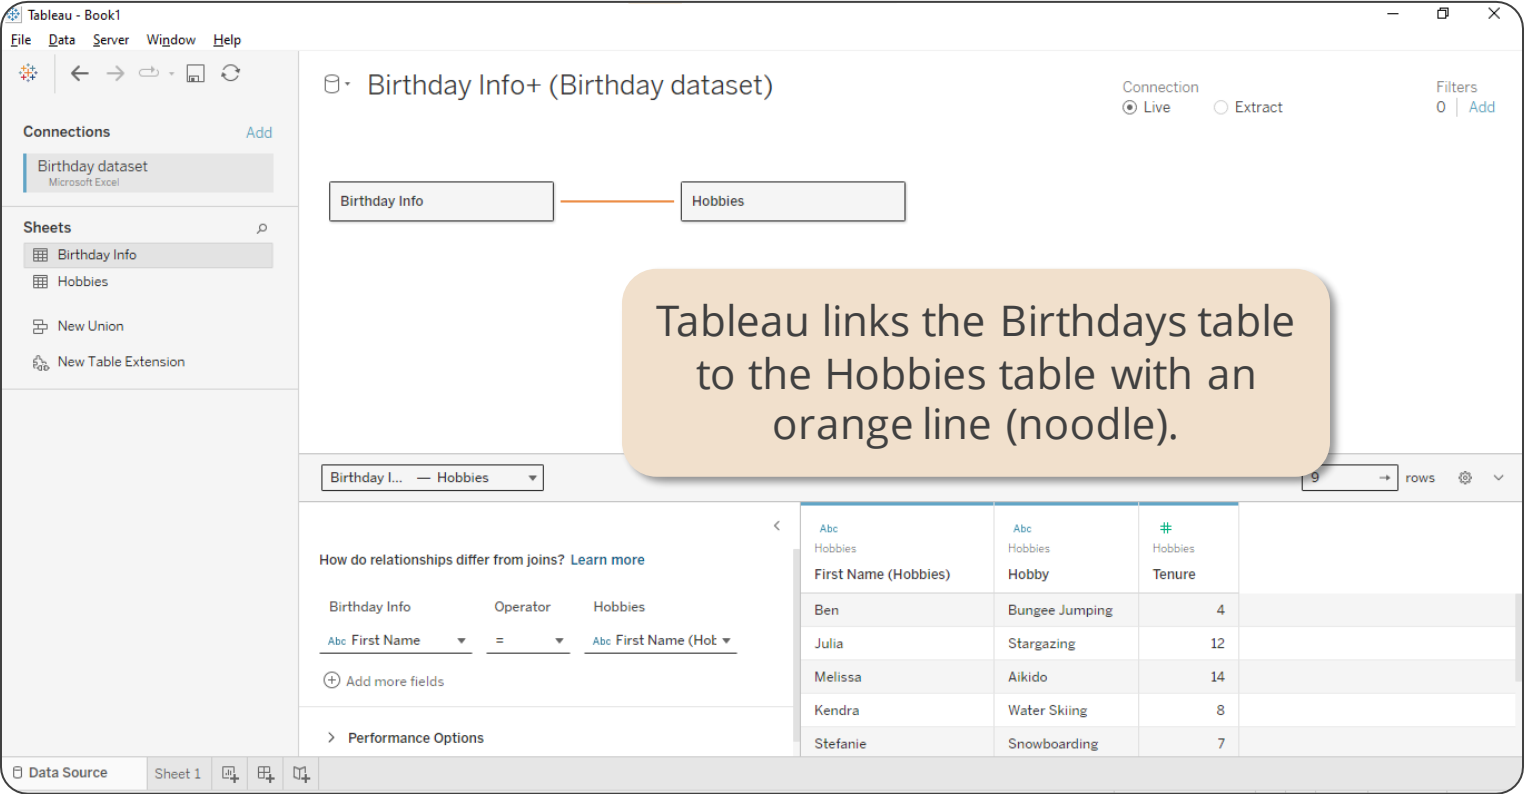 Tableau - Book1
File Data Server Window Help
Birthday Info+ (Birthday dataset)
Connection
Live Extract
Filters
0 Add
Connections Add
Birthday dataset
Microsoft Excel
Sheets
Birthday Info
Hobbies
New Union
New Table Extension
Birthday Info
Hobbies
Tableau links the Birthdays table
to the Hobbies table with an
orange line (noodle).
Birthday I... — Hobbies
9 → rows
How do relationships differ from joins? Learn more
Birthday Info Operator Hobbies
Abc First Name = Abc First Name (Hob
Add more fields
Performance Options
Abc Abc #
Hobbies Hobbies Hobbies
First Name (Hobbies) Hobby Tenure
Ben Bungee Jumping 4
Julia Stargazing 12
Melissa Aikido 14
Kendra Water Skiing 8
Stefanie Snowboarding 7
Data Source Sheet 1